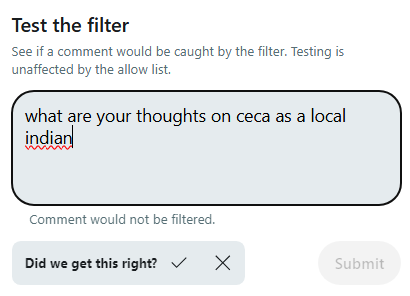 Test the filter
See if a comment would be caught by the filter. Testing is
unaffected by the allow list.
what are your thoughts on ceca as a local
indian
Comment would not be filtered.
Did we get this right?
Submit